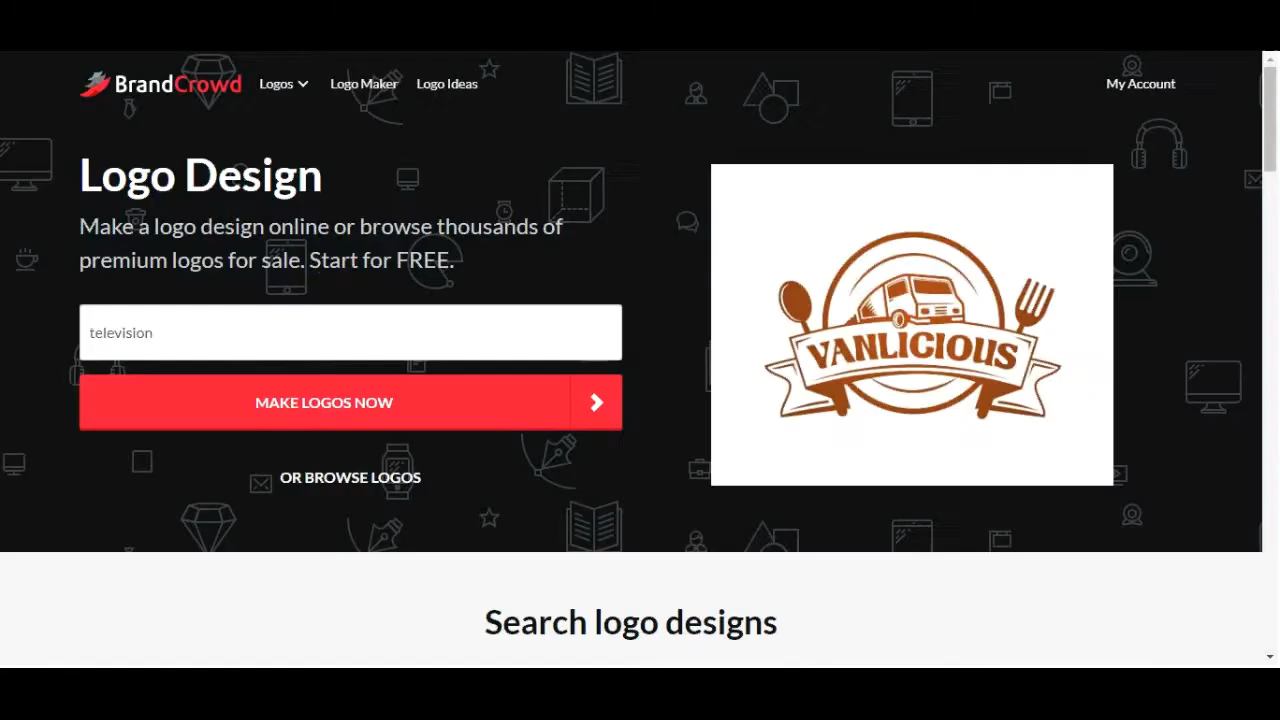 BrandCrowd Logos Logo Maker Logo Ideas My Account
Logo Design
Make a logo design online or browse thousands of
premium logos for sale. Start for FREE.
television
MAKE LOGOS NOW
OR BROWSE LOGOS
VANLICIOUS
Search logo designs